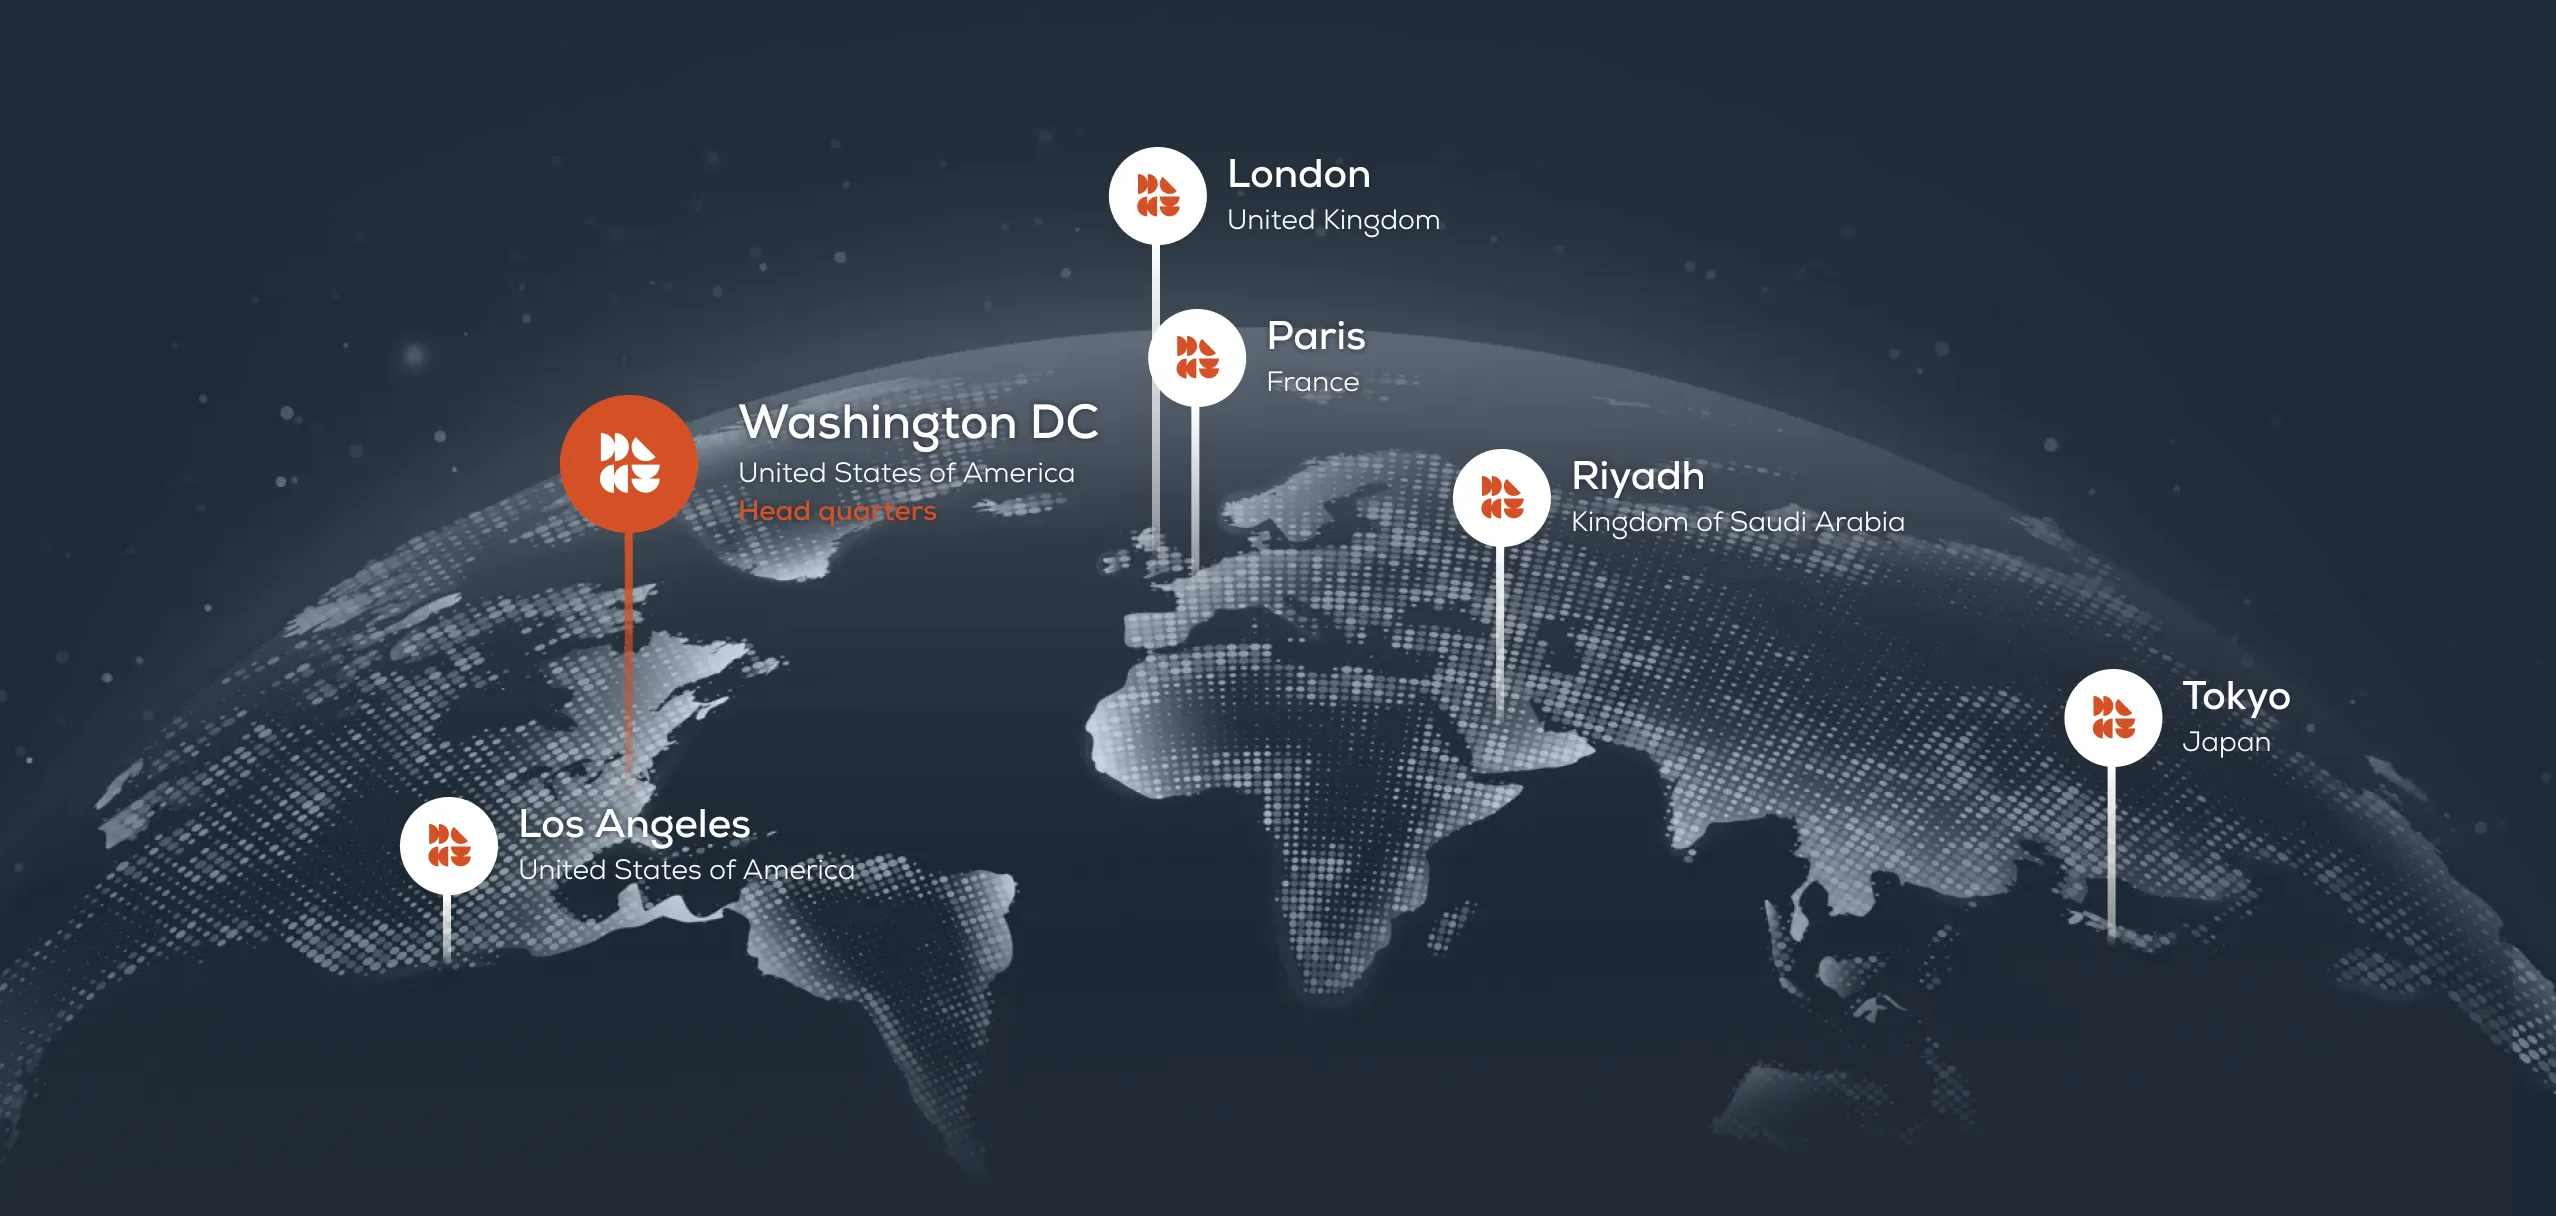 London
United Kingdom
Paris
France
Washington DC
United States of America
Head quarters
Riyadh
Kingdom of Saudi Arabia
Tokyo
Japan
Los Angeles
United States of America